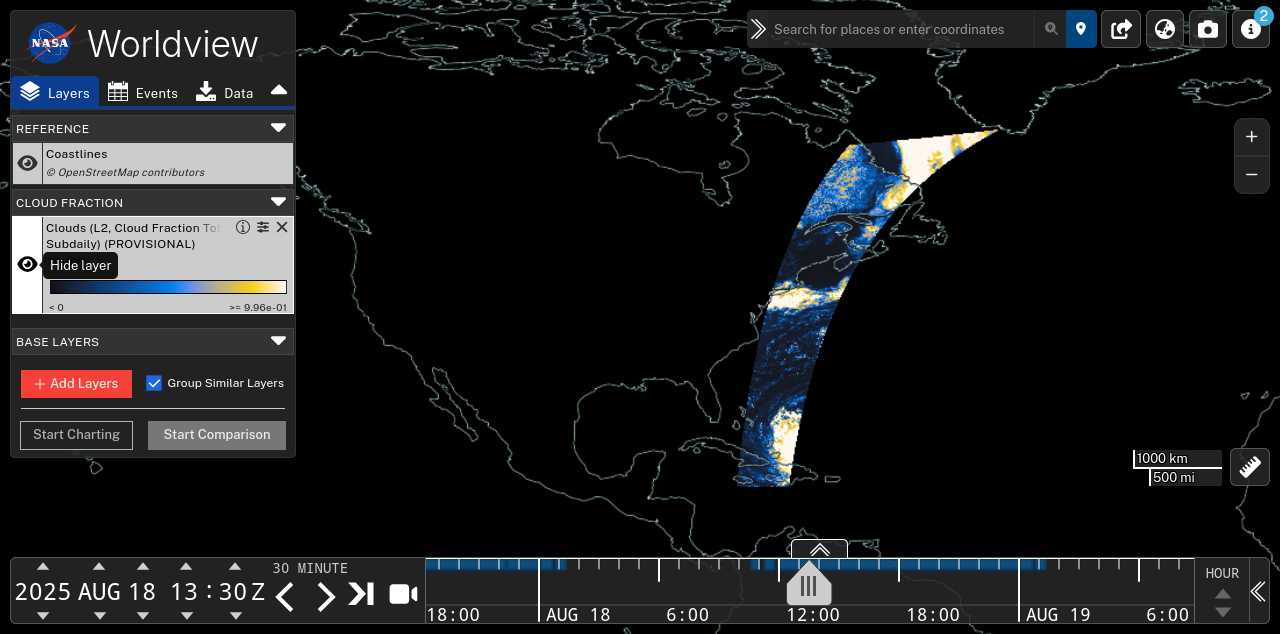 NASA Worldview
Search for places or enter coordinates
2
Layers Events Data
REFERENCE
Coastlines
© OpenStreetMap contributors
CLOUD FRACTION
Clouds (L2, Cloud Fraction Tot
Subdaily) (PROVISIONAL)
Hide layer
< 0 >= 9.96e-01
BASE LAYERS
+ Add Layers Group Similar Layers
Start Charting Start Comparison
1000 km
500 mi
30 MINUTE
2025 AUG 18 13 : 30 Z
18:00 AUG 18 6:00 12:00 18:00 AUG 19 6:00
HOUR